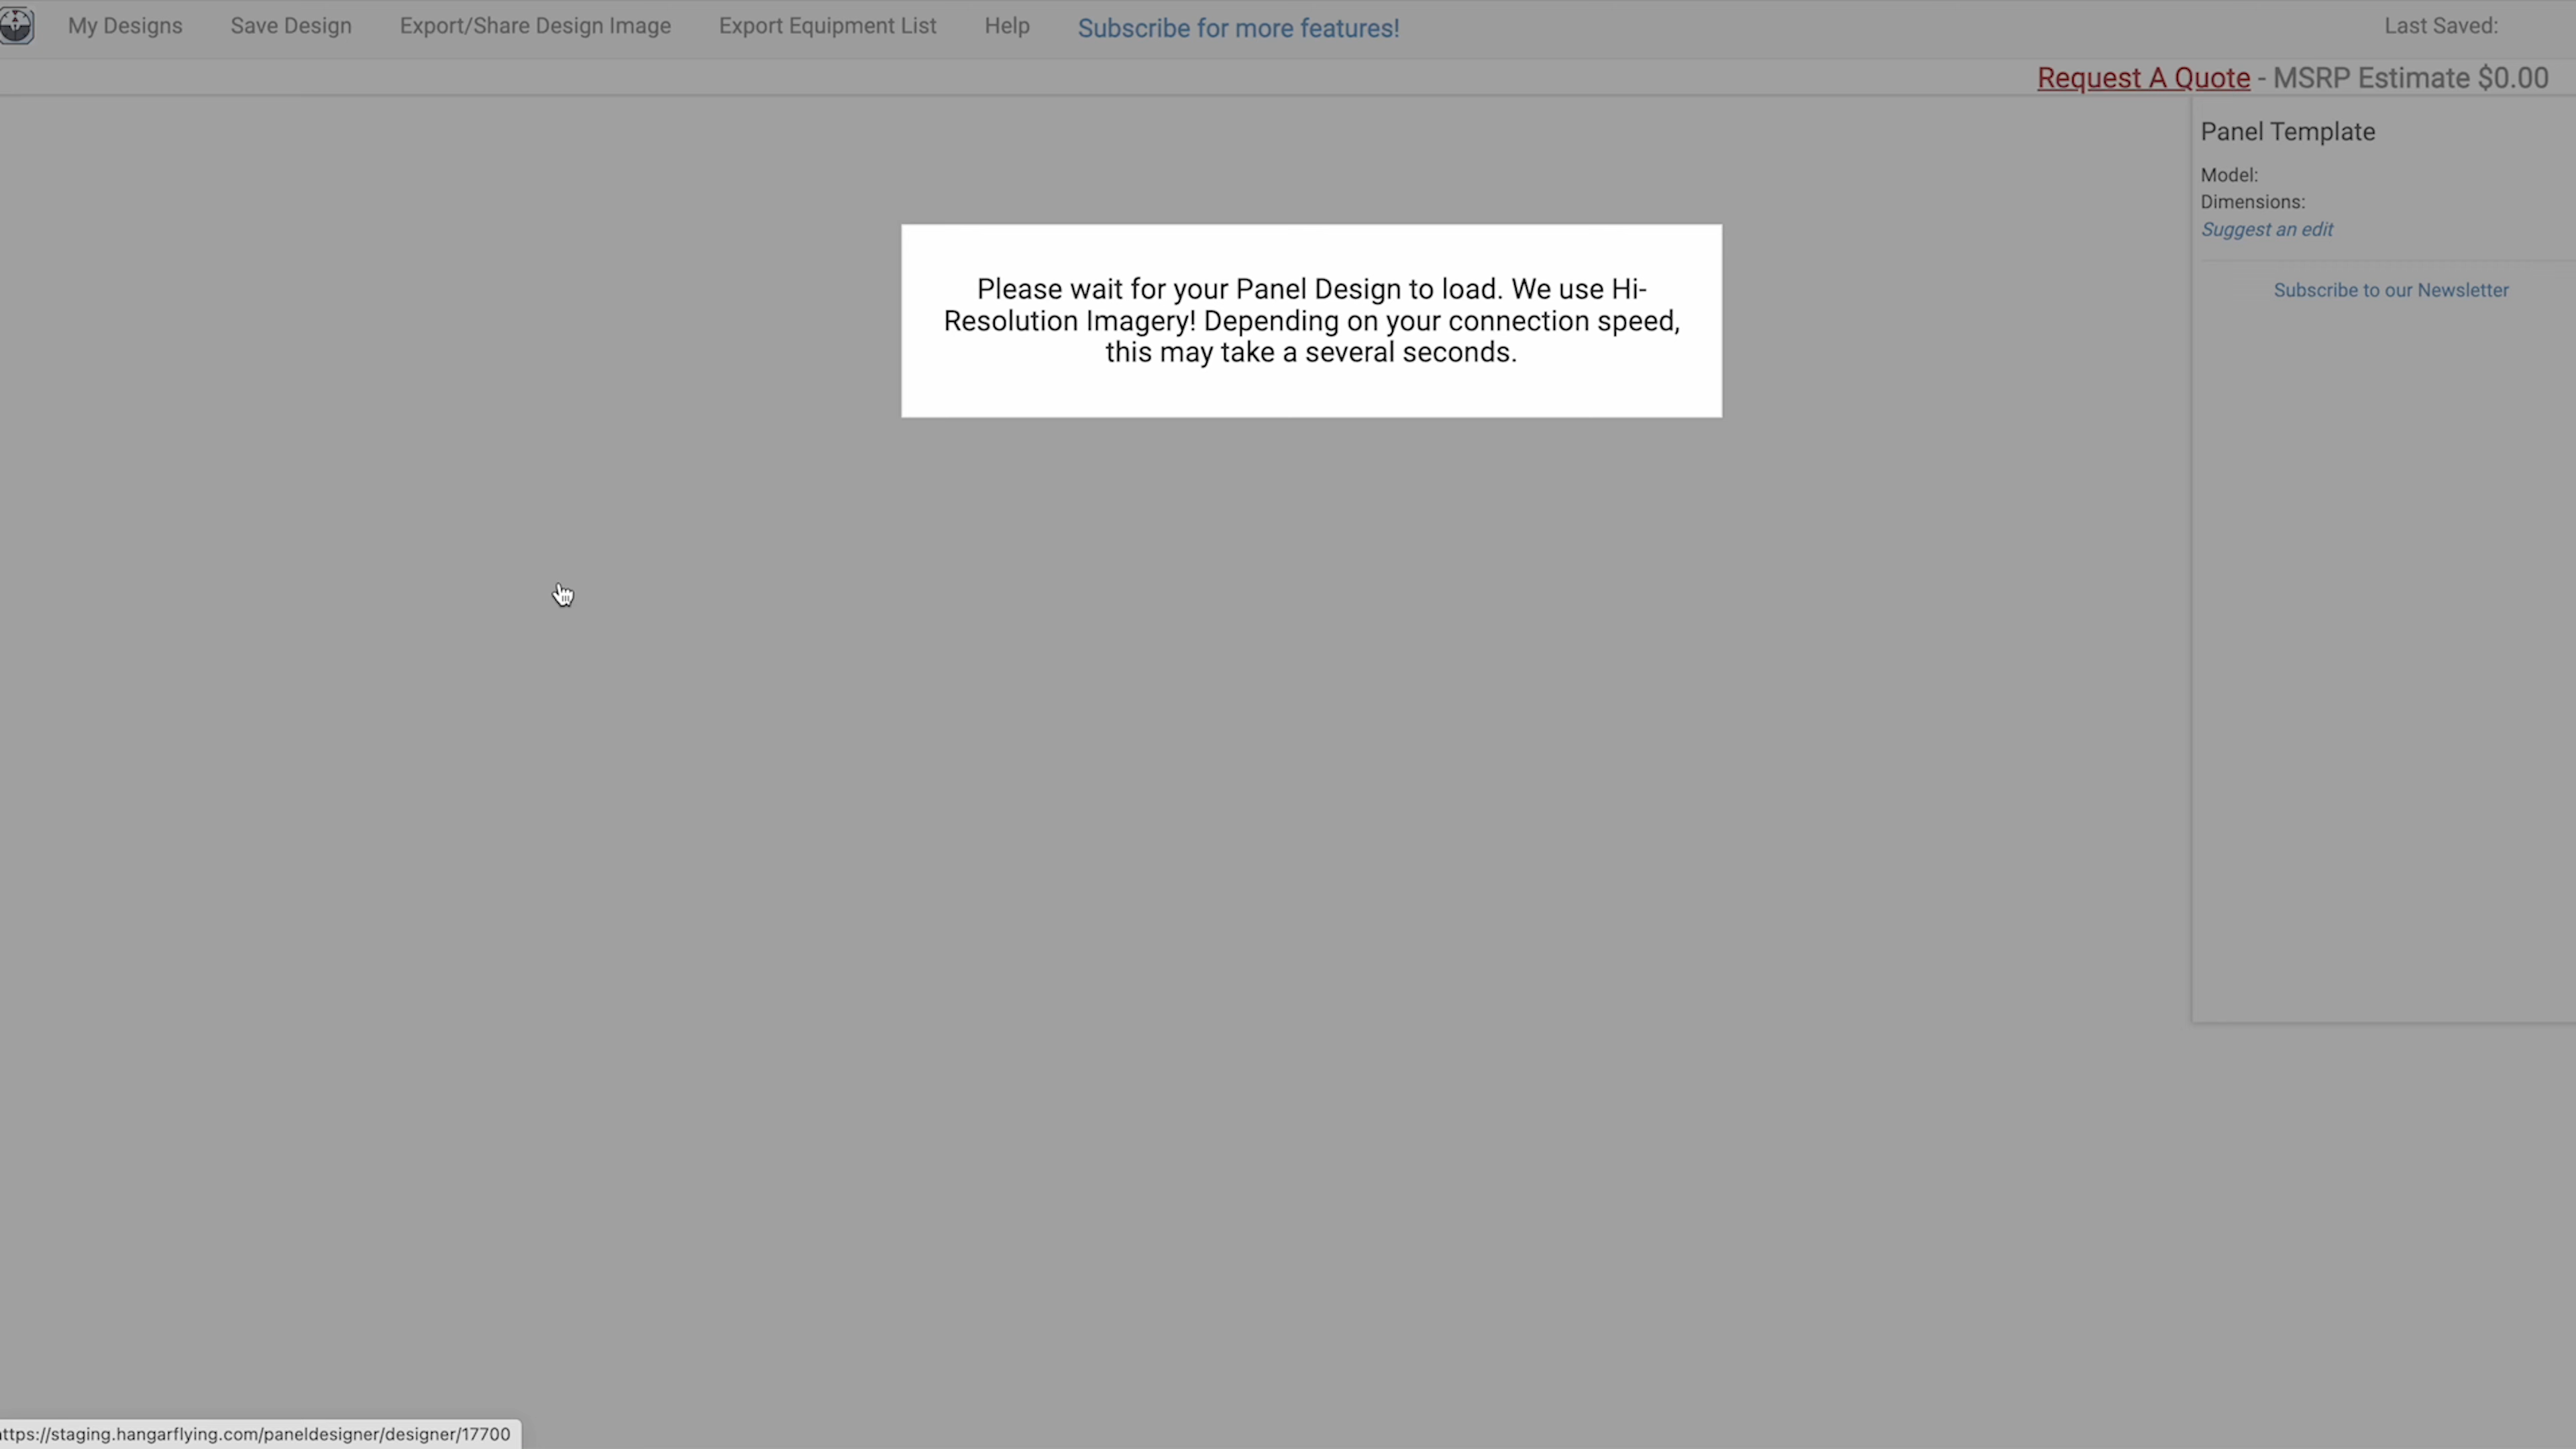 My Designs Save Design Export/Share Design Image Export Equipment List Help Subscribe for more features! Last Saved:
Request A Quote - MSRP Estimate $0.00
Panel Template
Model:
Dimensions:
Suggest an edit
Subscribe to our Newsletter
Please wait for your Panel Design to load. We use Hi-
Resolution Imagery! Depending on your connection speed,
this may take a several seconds.
ttps://staging.hangarflying.com/paneldesigner/designer/17700